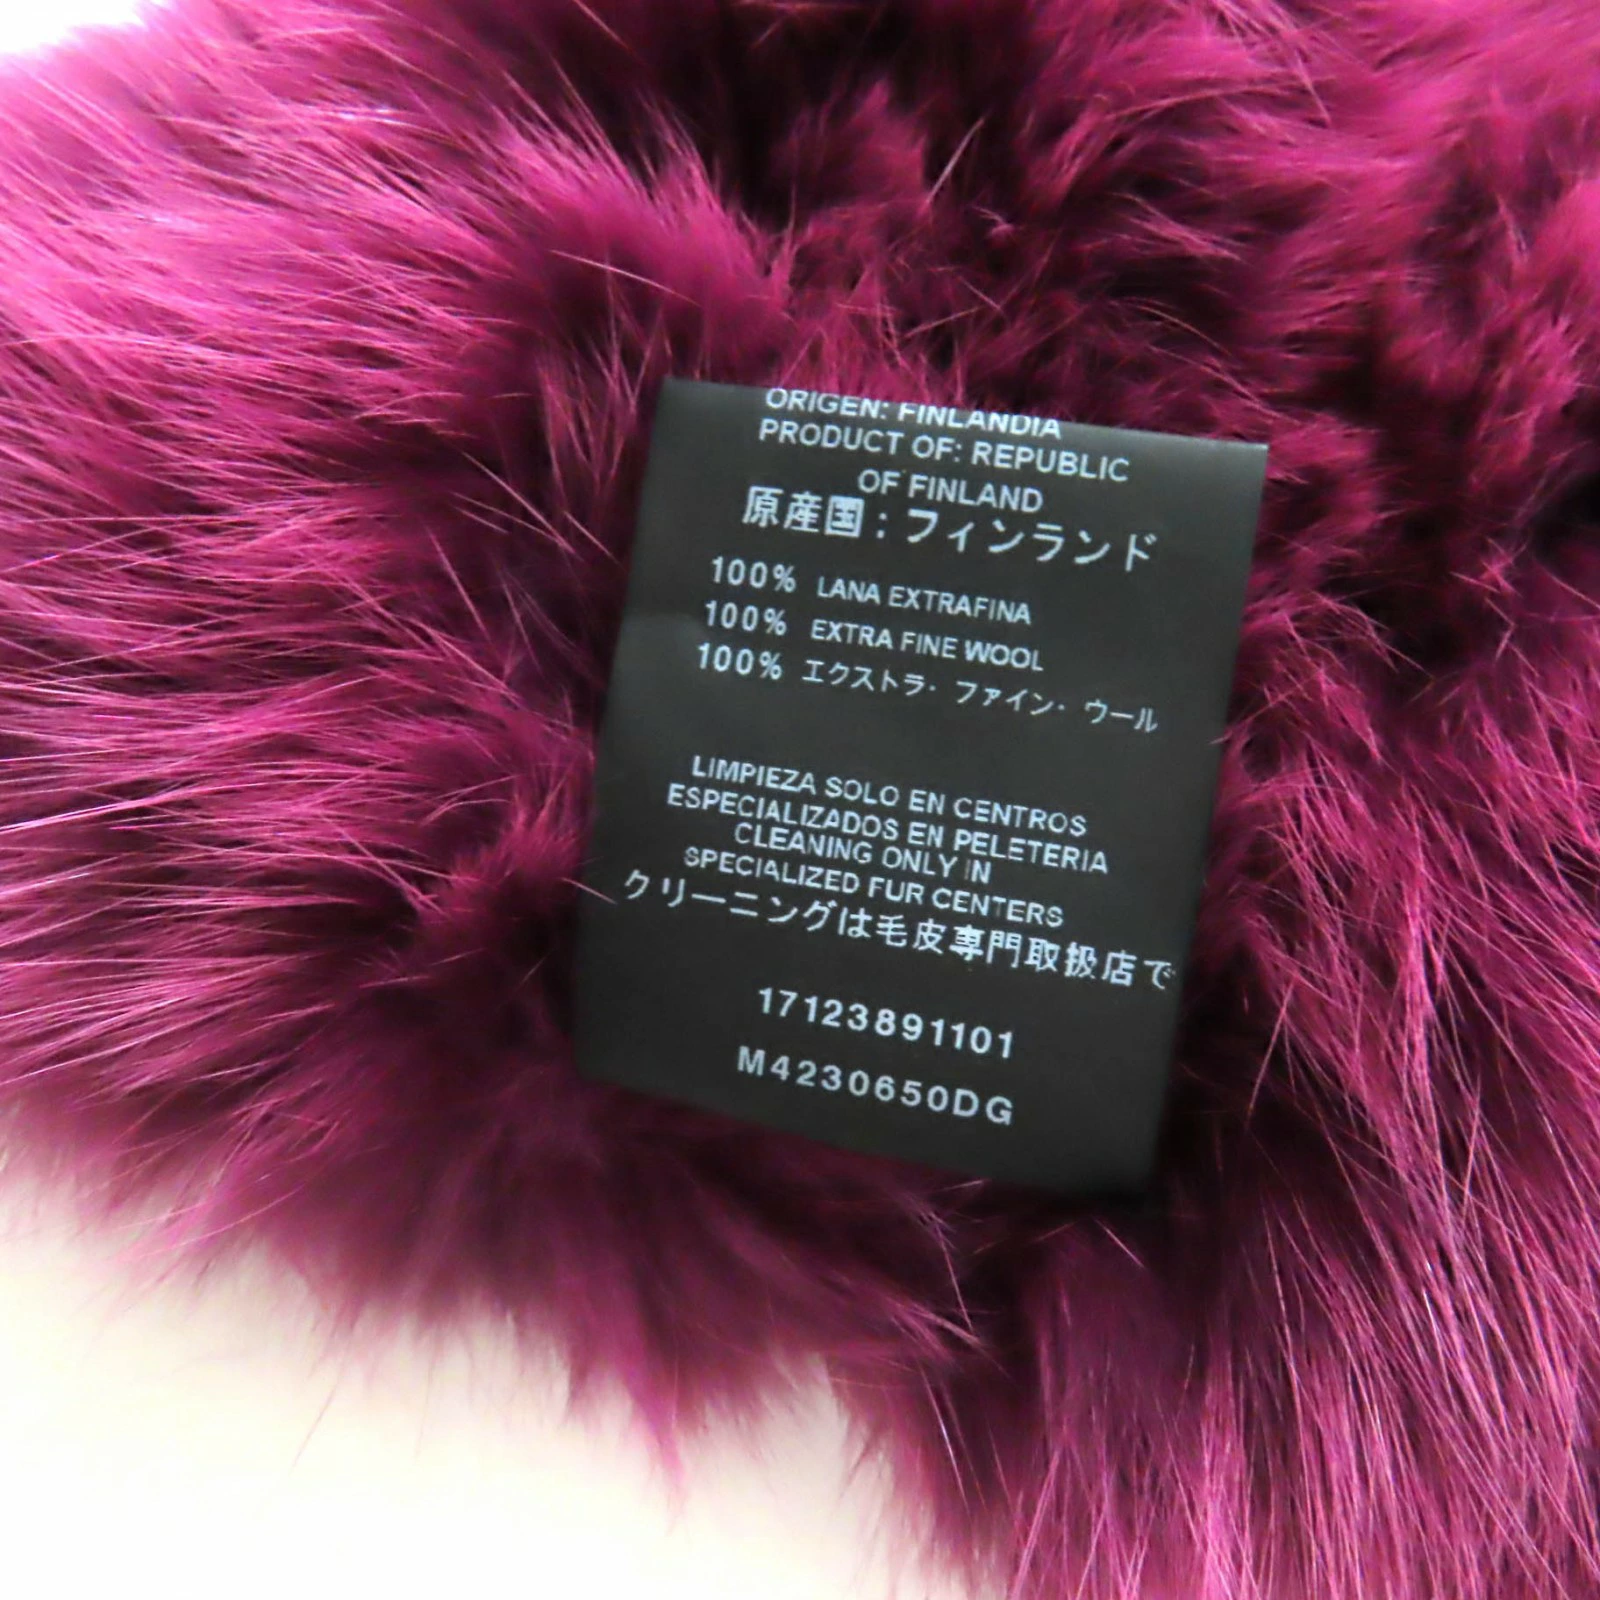 ORIGEN: FINLANDIA
PRODUCT OF: REPUBLIC
OF FINLAND
原産国：フィンランド
100% LANA EXTRAFINA
100% EXTRA FINE WOOL
100% エクストラ・ファイン・ウール
LIMPIEZA SOLO EN CENTROS
ESPECIALIZADOS EN PELETERIA
CLEANING ONLY IN
SPECIALIZED FUR CENTERS
クリーニングは毛皮専門取扱店で
17123891101
M4230650DG